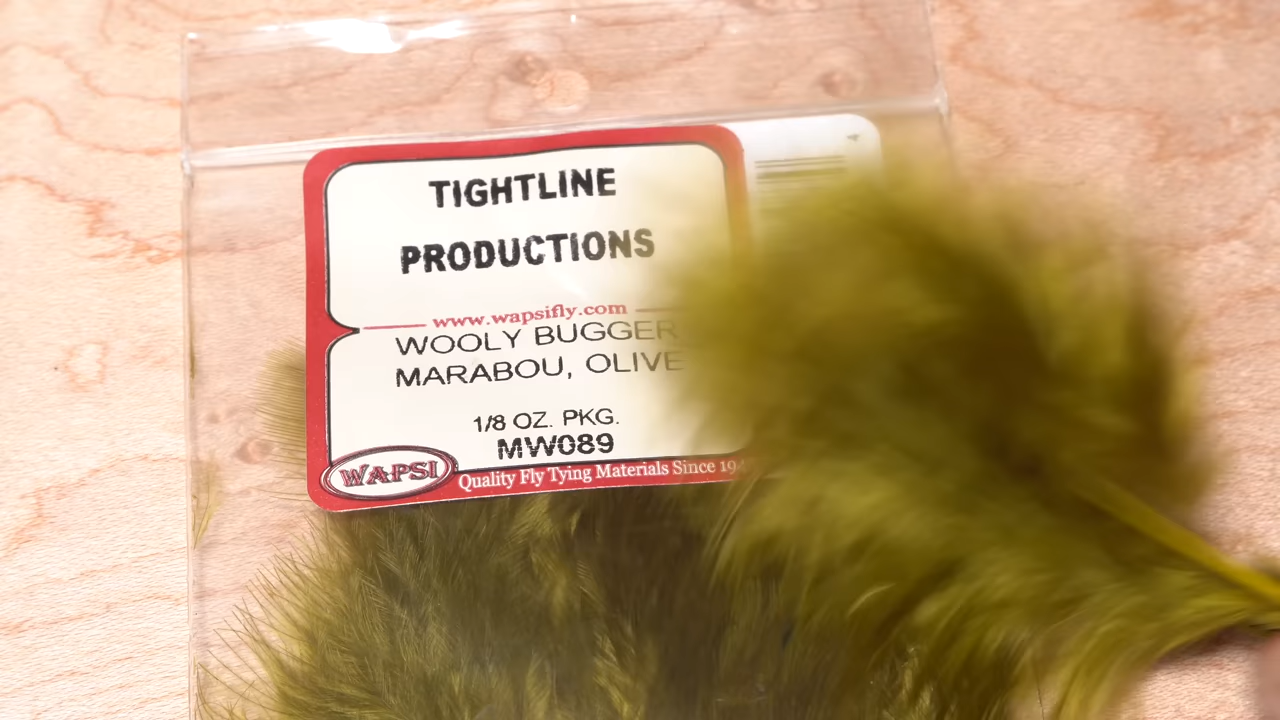 TIGHTLINE
PRODUCTIONS
www.wapsifly.com
WOOLY BUGGER
MARABOU, OLIVE
1/8 OZ. PKG.
MW089
WAPSI
Quality Fly Tying Materials Since